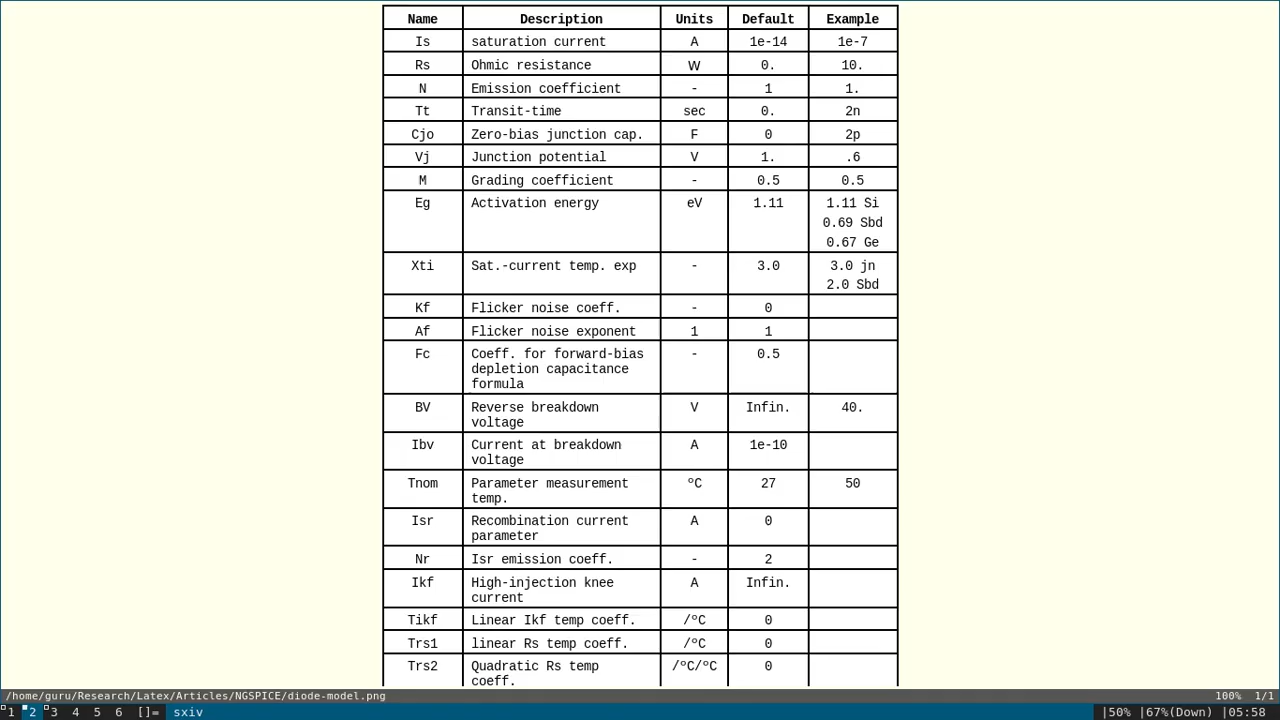 Name Description Units Default Example
Is saturation current A 1e-14 1e-7
Rs Ohmic resistance W 0. 10.
N Emission coefficient - 1 1.
Tt Transit-time sec 0. 2n
Cjo Zero-bias junction cap. F 0 2p
Vj Junction potential V 1. .6
M Grading coefficient - 0.5 0.5
Eg Activation energy eV 1.11 1.11 Si
0.69 Sbd
0.67 Ge
Xti Sat.-current temp. exp - 3.0 3.0 jn
2.0 Sbd
Kf Flicker noise coeff. - 0
Af Flicker noise exponent 1 1
Fc Coeff. for forward-bias - 0.5
depletion capacitance
formula
BV Reverse breakdown V Infin. 40.
voltage
Ibv Current at breakdown A 1e-10
voltage
Tnom Parameter measurement ºC 27 50
temp.
Isr Recombination current A 0
parameter
Nr Isr emission coeff. - 2
Ikf High-injection knee A Infin.
current
Tikf Linear Ikf temp coeff. /ºC 0
Trs1 linear Rs temp coeff. /ºC 0
Trs2 Quadratic Rs temp /ºC/ºC 0
coeff.
/home/guru/Research/Latex/Articles/NGSPICE/diode-model.png 100% 1/1
1 2 3 4 5 6 []= sxiv |50% |67%(Down) |05:58